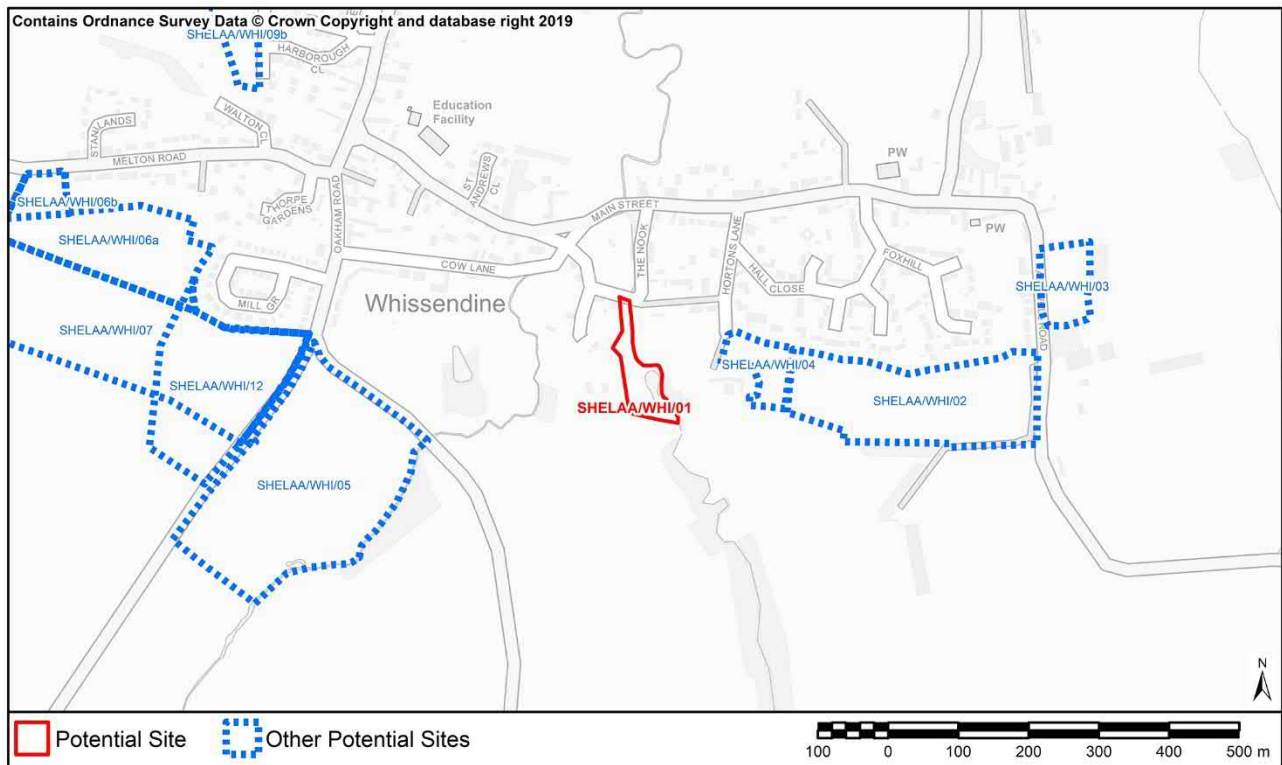 Contains Ordnance Survey Data © Crown Copyright and database right 2019
SHELAA/WHI/09b
HARBOROUGH
CL
Education
Facility
WALTON CL
STANILANDS
MELTON ROAD
ST
ANDREWS
CL
PW
THORPE
GARDENS
OAKHAM ROAD
SHELAA/WHI/06b
MAIN STREET
THE NOOK
HORTONS LANE
PW
SHELAA/WHI/06a
COW LANE
HALL
CLOSE
FOXHILL
MILL GR
Whissendine
SHELAA/WHI/03
ROAD
SHELAA/WHI/07
SHELAA/WHI/04
SHELAA/WHI/12
SHELAA/WHI/01
SHELAA/WHI/02
SHELAA/WHI/05
N
Potential Site
Other Potential Sites
100 0 100 200 300 400 500 m